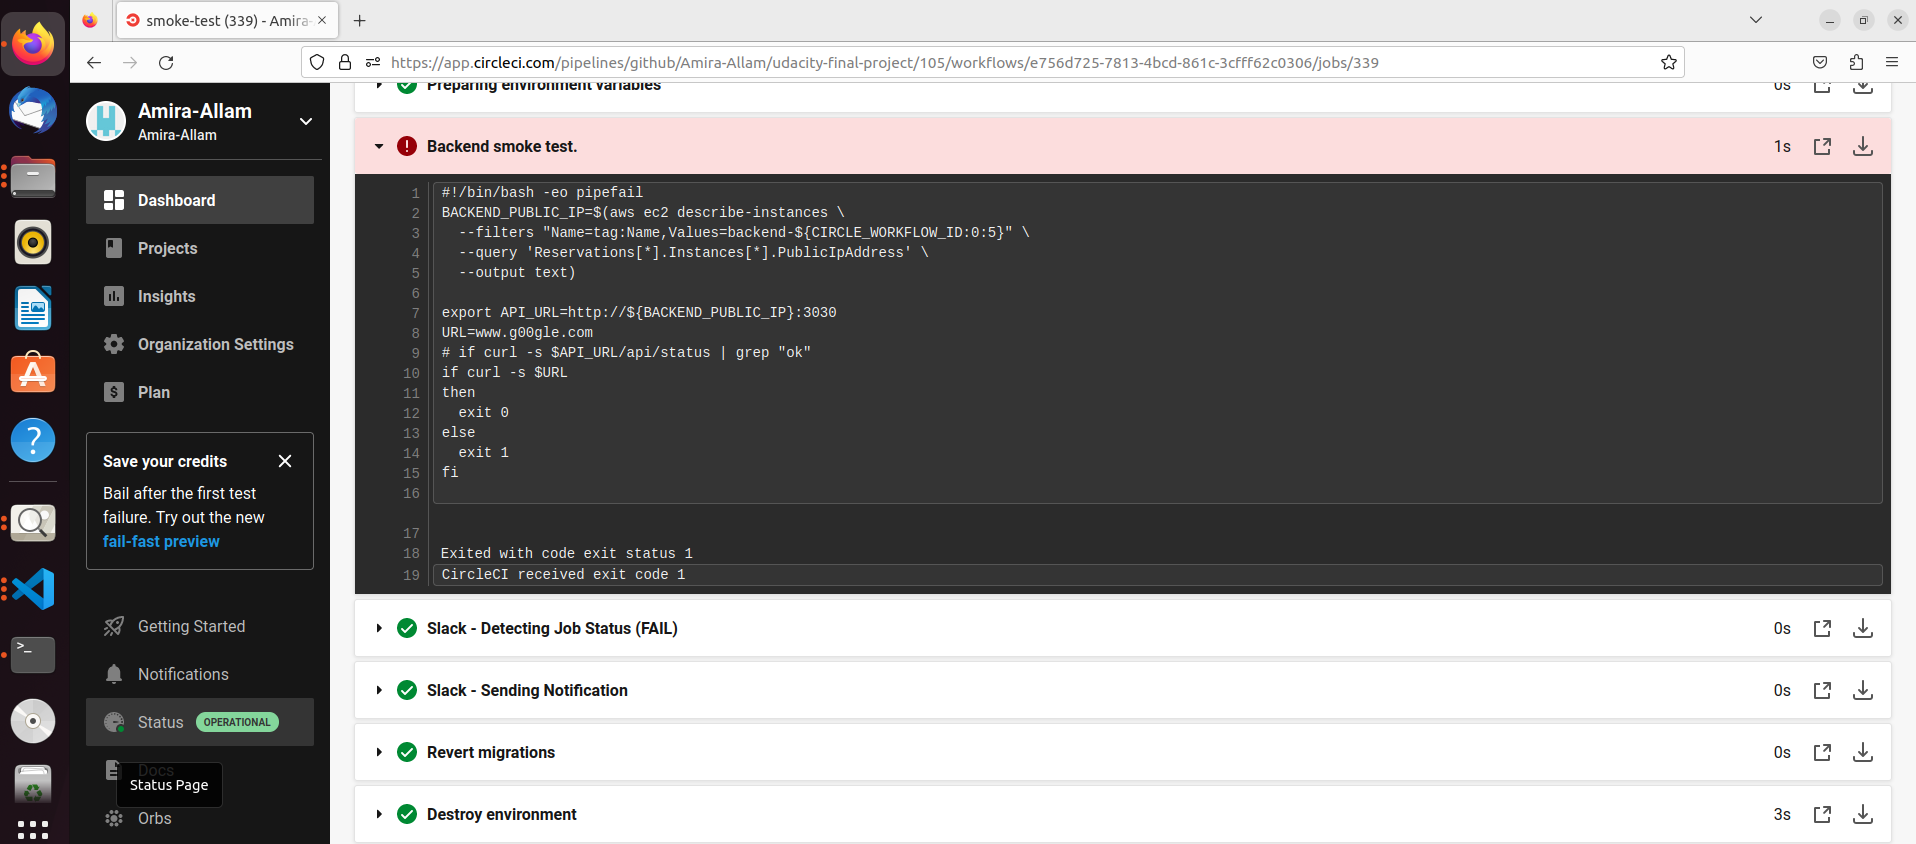 smoke-test (339) - Amira-
https://app.circleci.com/pipelines/github/Amira-Allam/udacity-final-project/105/workflows/e756d725-7813-4bcd-861c-3cfff62c0306/jobs/339
Amira-Allam
Amira-Allam
Dashboard
Projects
Insights
Organization Settings
Plan
Save your credits
Bail after the first test
failure. Try out the new
fail-fast preview
Getting Started
Notifications
Status OPERATIONAL
Docs
Status Page
Orbs
Preparing environment variables 0s
Backend smoke test. 1s
1 #!/bin/bash -eo pipefail
2 BACKEND_PUBLIC_IP=$(aws ec2 describe-instances \
3   --filters "Name=tag:Name,Values=backend-${CIRCLE_WORKFLOW_ID:0:5}" \
4   --query 'Reservations[*].Instances[*].PublicIpAddress' \
5   --output text)
6
7 export API_URL=http://${BACKEND_PUBLIC_IP}:3030
8 URL=www.g00gle.com
9 # if curl -s $API_URL/api/status | grep "ok"
10 if curl -s $URL
11 then
12   exit 0
13 else
14   exit 1
15 fi
16
17
18 Exited with code exit status 1
19 CircleCI received exit code 1
Slack - Detecting Job Status (FAIL) 0s
Slack - Sending Notification 0s
Revert migrations 0s
Destroy environment 3s